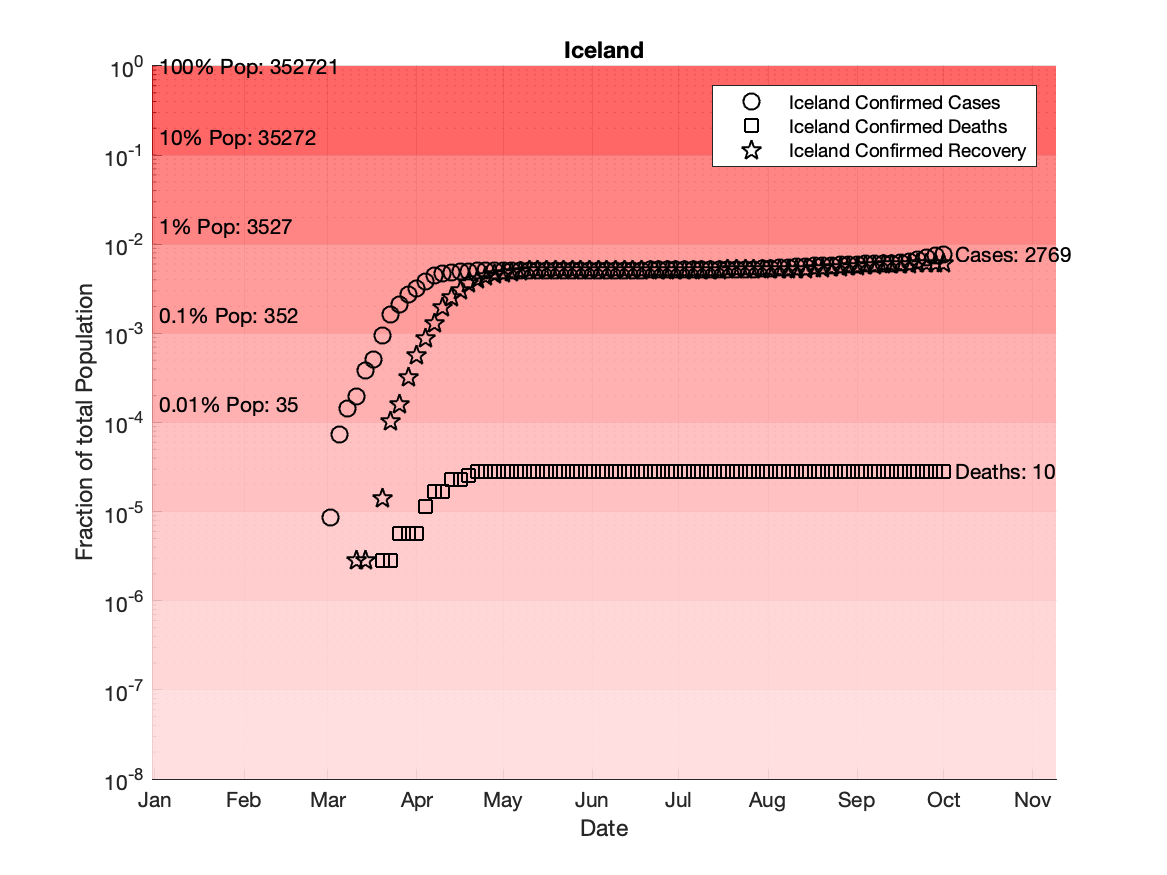 Iceland
10^0
100% Pop: 352721
Iceland Confirmed Cases
Iceland Confirmed Deaths
Iceland Confirmed Recovery
10% Pop: 35272
10^-1
1% Pop: 3527
10^-2
Cases: 2769
0.1% Pop: 352
10^-3
0.01% Pop: 35
10^-4
Deaths: 10
10^-5
10^-6
10^-7
10^-8
Fraction of total Population
Jan Feb Mar Apr May Jun Jul Aug Sep Oct Nov
Date